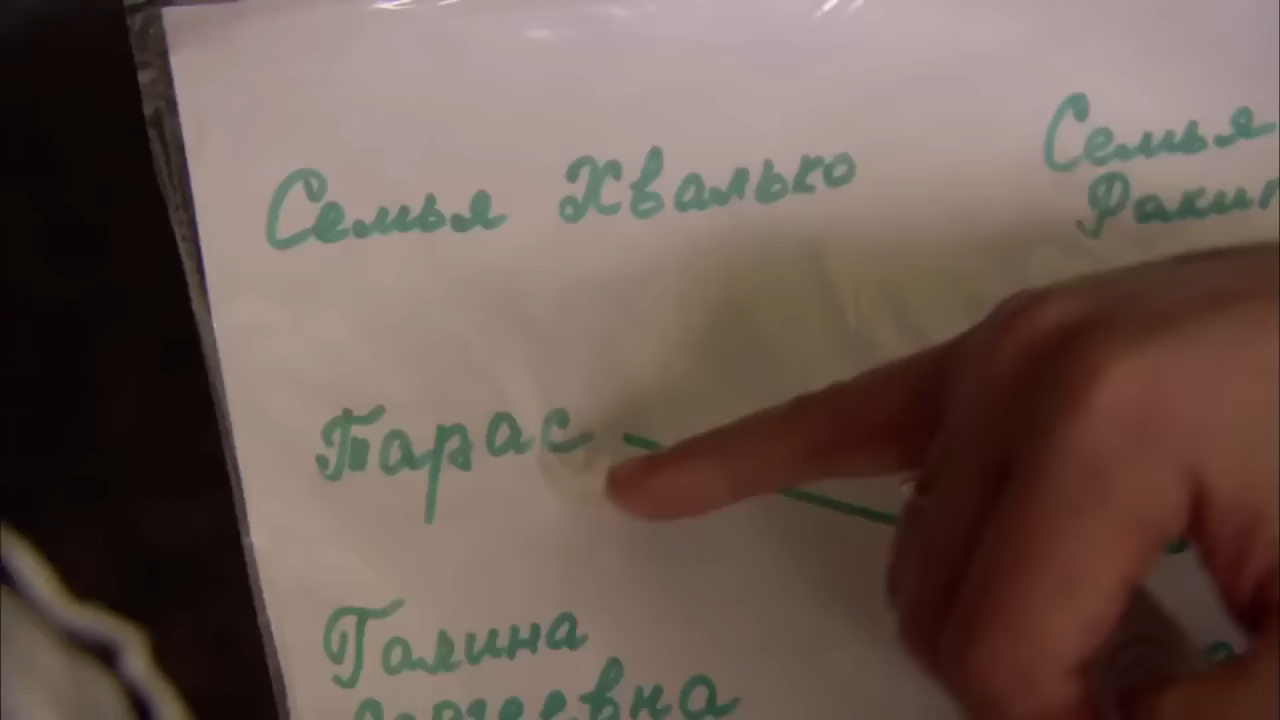 Семья Хвалько
Семья
Тарас
Галина